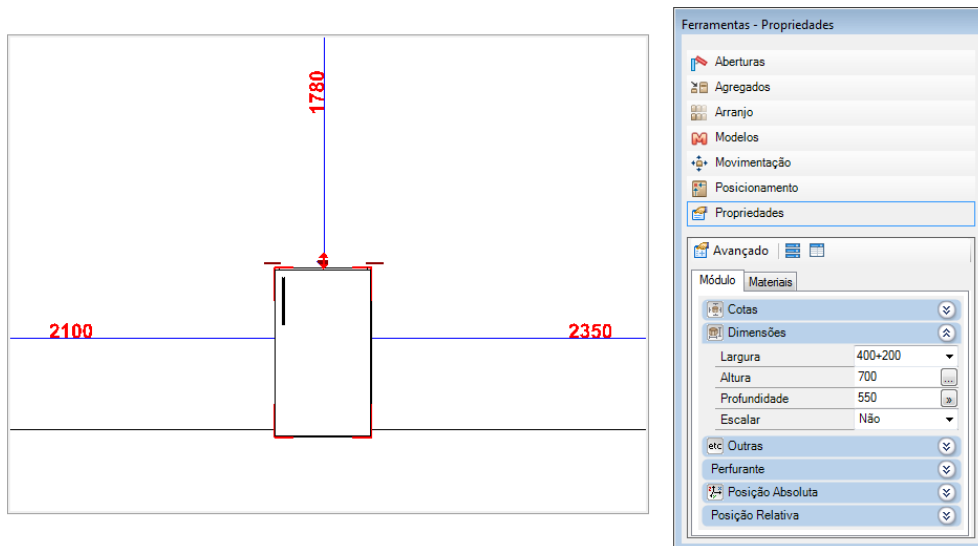 1780
2100
2350
Ferramentas - Propriedades
Aberturas
Agregados
Arranjo
Modelos
Movimentação
Posicionamento
Propriedades
Avançado
Módulo Materiais
Cotas
Dimensões
Largura 400+200
Altura 700 ...
Profundidade 550 »
Escalar Não
etc Outras
Perfurante
Posição Absoluta
Posição Relativa